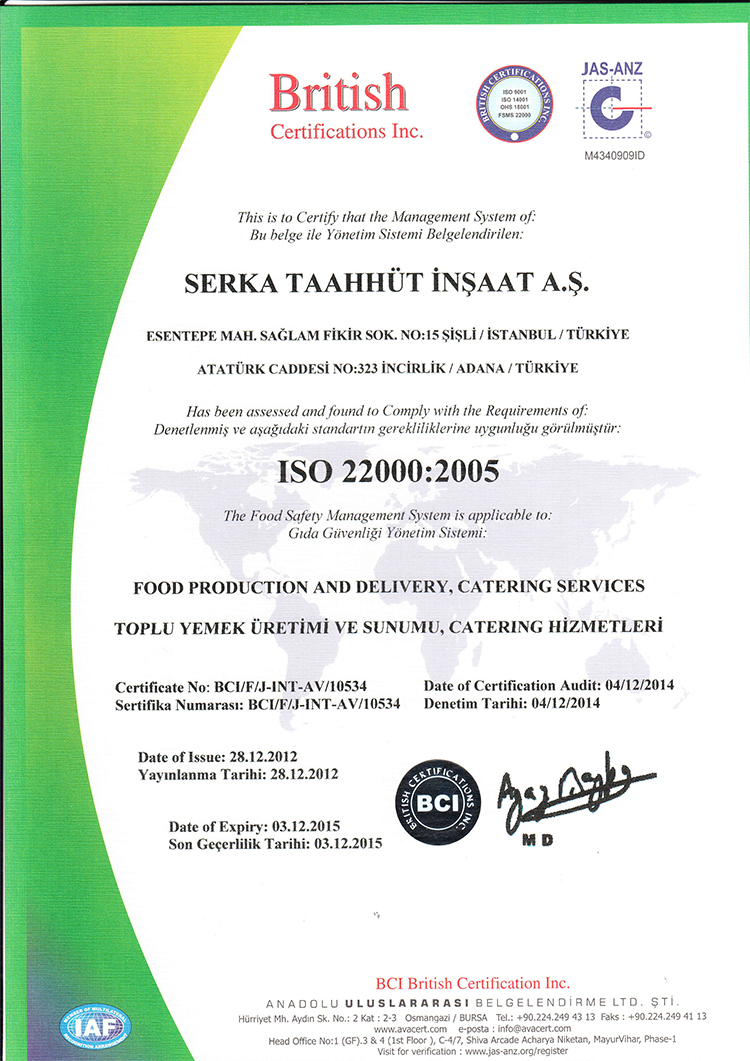 British
Certifications Inc.
BRITISH CERTIFICATIONS INC.
ISO 9001
ISO 14001
OHS 18001
FSMS 22000
JAS-ANZ
©
M4340909ID
This is to Certify that the Management System of:
Bu belge ile Yönetim Sistemi Belgelendirilen:
SERKA TAAHHÜT İNŞAAT A.Ş.
ESENTEPE MAH. SAĞLAM FİKİR SOK. NO:15 ŞİŞLİ / İSTANBUL / TÜRKİYE
ATATÜRK CADDESİ NO:323 İNCİRLİK / ADANA / TÜRKİYE
Has been assessed and found to Comply with the Requirements of:
Denetlenmiş ve aşağıdaki standartın gerekliliklerine uygunluğu görülmüştür:
ISO 22000:2005
The Food Safety Management System is applicable to:
Gıda Güvenliği Yönetim Sistemi:
FOOD PRODUCTION AND DELIVERY, CATERING SERVICES
TOPLU YEMEK ÜRETİMİ VE SUNUMU, CATERING HİZMETLERİ
Certificate No: BCI/F/J-INT-AV/10534 Date of Certification Audit: 04/12/2014
Sertifika Numarası: BCI/F/J-INT-AV/10534 Denetim Tarihi: 04/12/2014
Date of Issue: 28.12.2012
Yayınlanma Tarihi: 28.12.2012
BRITISH CERTIFICATIONS INC.
BCI
M D
Date of Expiry: 03.12.2015
Son Geçerlilik Tarihi: 03.12.2015
BCI British Certification Inc.
ANADOLU ULUSLARARASI BELGELENDİRME LTD. ŞTİ.
Hürriyet Mh. Aydın Sk. No.: 2 Kat : 2-3 Osmangazi / BURSA Tel.: +90.224.249 43 13 Faks : +90.224.249 41 13
www.avacert.com e-posta : info@avacert.com
Head Office No:1 (GF).3 & 4 (1st Floor ), C-4/7, Shiva Arcade Acharya Niketan, MayurVihar, Phase-1
Visit for verification : www.jas-anz.org/register
MEMBER OF MULTILATERAL
IAF